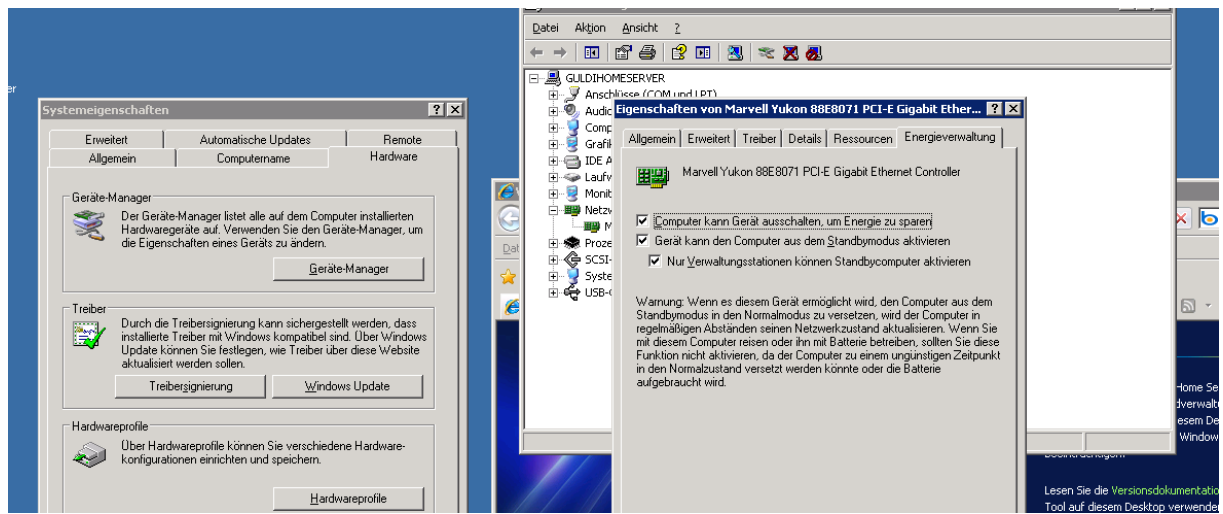 er
Systemeigenschaften
Erweitert
Automatische Updates
Remote
Allgemein
Computername
Hardware
Geräte-Manager
Der Geräte-Manager listet alle auf dem Computer installierten
Hardwaregeräte auf. Verwenden Sie den Geräte-Manager, um
die Eigenschaften eines Geräts zu ändern.
Geräte-Manager
Treiber
Durch die Treibersignierung kann sichergestellt werden, dass
installierte Treiber mit Windows kompatibel sind. Über Windows
Update können Sie festlegen, wie Treiber über diese Website
aktualisiert werden sollen.
Treibersignierung
Windows Update
Hardwareprofile
Über Hardwareprofile können Sie verschiedene Hardware-
konfigurationen einrichten und speichern.
Hardwareprofile
Datei Aktion Ansicht ?
GULDIHOMESERVER
Anschlüsse (COM und LPT)
Audic
Comp
Grafil
IDE A
Laufv
Monit
Netzv
M
Proze
SCSI-
Syste
USB-C
Eigenschaften von Marvell Yukon 88E8071 PCI-E Gigabit Ether...
Allgemein
Erweitert
Treiber
Details
Ressourcen
Energieverwaltung
Marvell Yukon 88E8071 PCI-E Gigabit Ethernet Controller
Computer kann Gerät ausschalten, um Energie zu sparen
Gerät kann den Computer aus dem Standbymodus aktivieren
Nur Verwaltungsstationen können Standbycomputer aktivieren
Warnung: Wenn es diesem Gerät ermöglicht wird, den Computer aus dem
Standbymodus in den Normalmodus zu versetzen, wird der Computer in
regelmäßigen Abständen seinen Netzwerkzustand aktualisieren. Wenn Sie
mit diesem Computer reisen oder ihn mit Batterie betreiben, sollten Sie diese
Funktion nicht aktivieren, da der Computer zu einem ungünstigen Zeitpunkt
in den Normalzustand versetzt werden könnte oder die Batterie
aufgebraucht wird.
Dat
Home Se
dverwalt
esem De
Window
Lesen Sie die Versionsdokumentatio
Tool auf diesem Desktop verwende